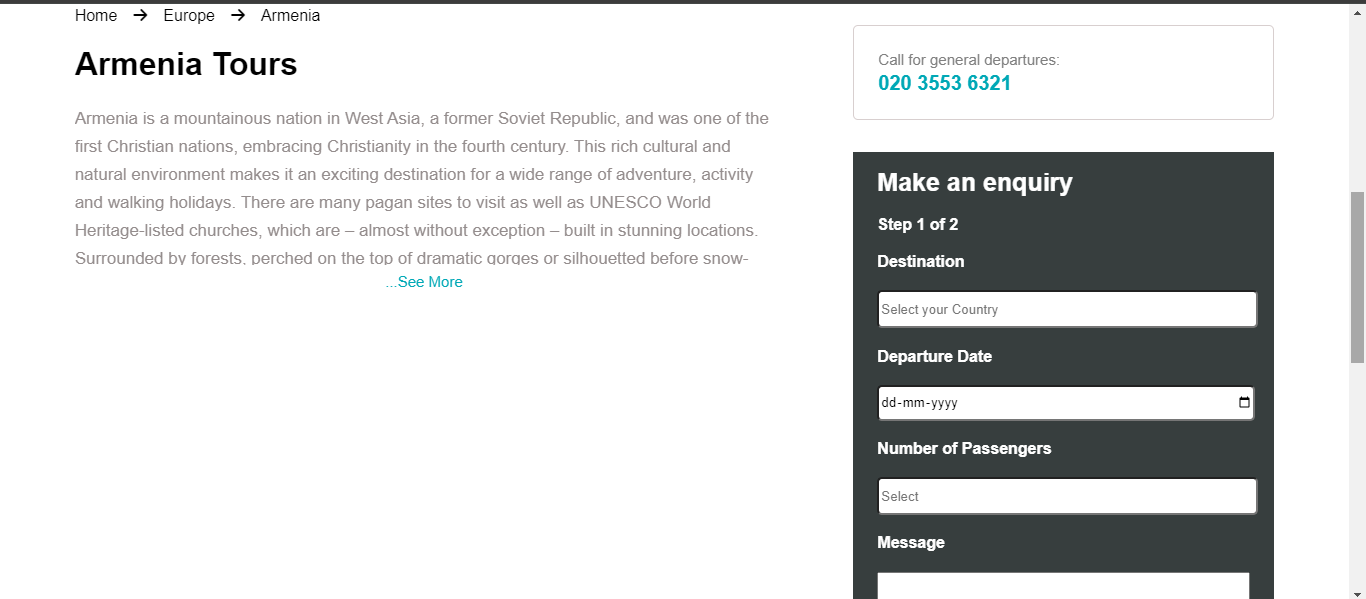 Home → Europe → Armenia
Armenia Tours
Armenia is a mountainous nation in West Asia, a former Soviet Republic, and was one of the
first Christian nations, embracing Christianity in the fourth century. This rich cultural and
natural environment makes it an exciting destination for a wide range of adventure, activity
and walking holidays. There are many pagan sites to visit as well as UNESCO World
Heritage-listed churches, which are – almost without exception – built in stunning locations.
Surrounded by forests, perched on the top of dramatic gorges or silhouetted before snow-
...See More
Call for general departures:
020 3553 6321
Make an enquiry
Step 1 of 2
Destination
Select your Country
Departure Date
dd-mm-yyyy
Number of Passengers
Select
Message